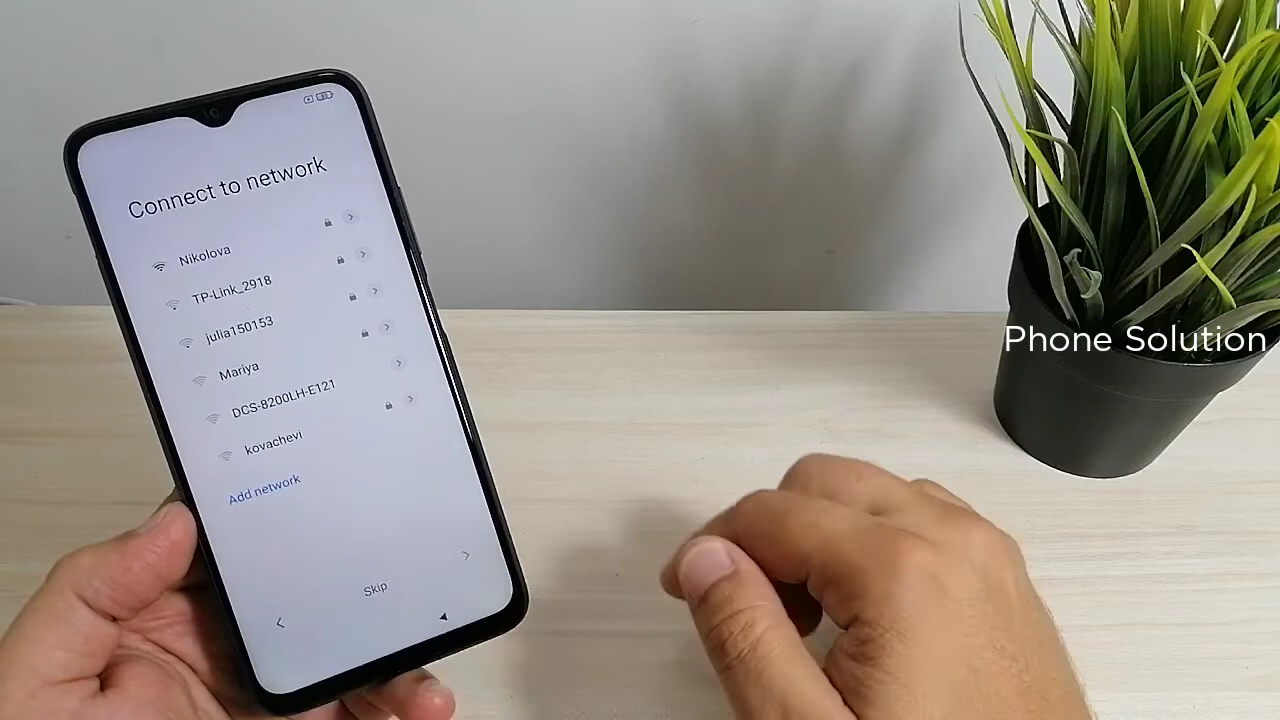 Connect to network
Nikolova
TP-Link_2918
julia150153
Mariya
DCS-8200LH-E121
kovachevi
Add network
Skip
Phone Solution